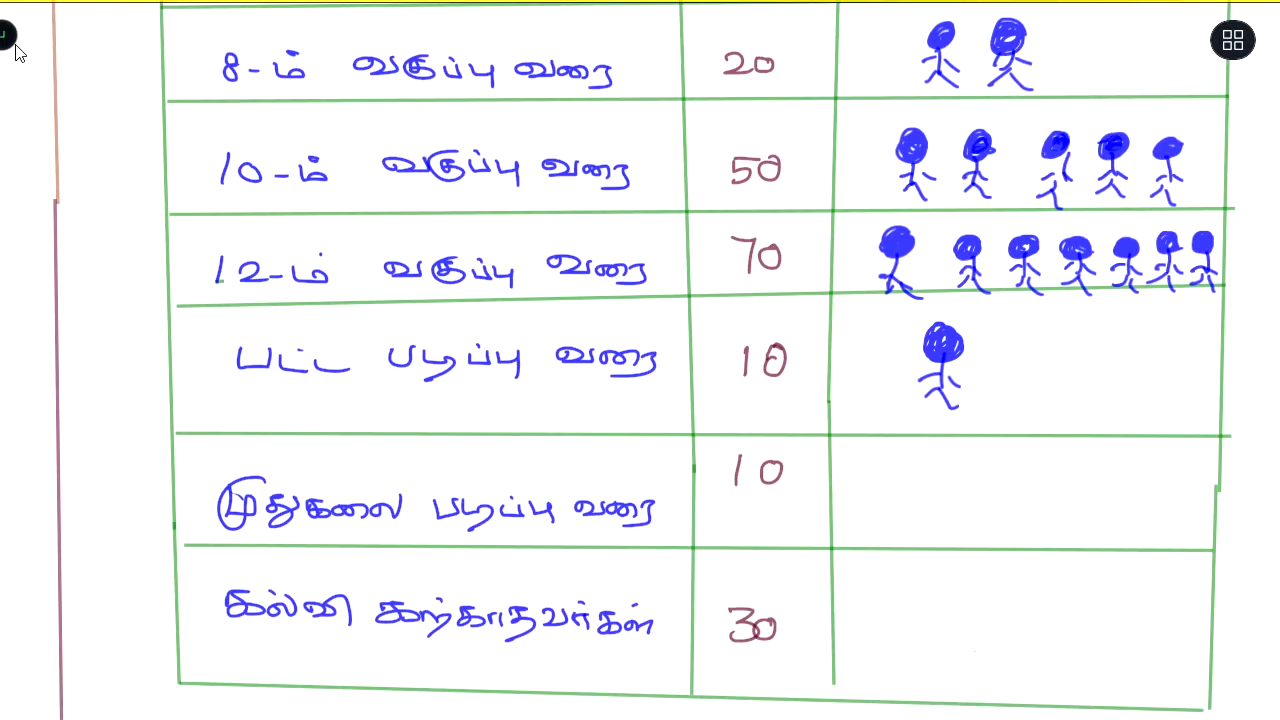 8-ம் வகுப்பு வரை 20
10-ம் வகுப்பு வரை 50
12-ம் வகுப்பு வரை 70
பட்ட படிப்பு வரை 10
முதுகலை படிப்பு வரை 10
கல்வி கற்காதவர்கள் 30